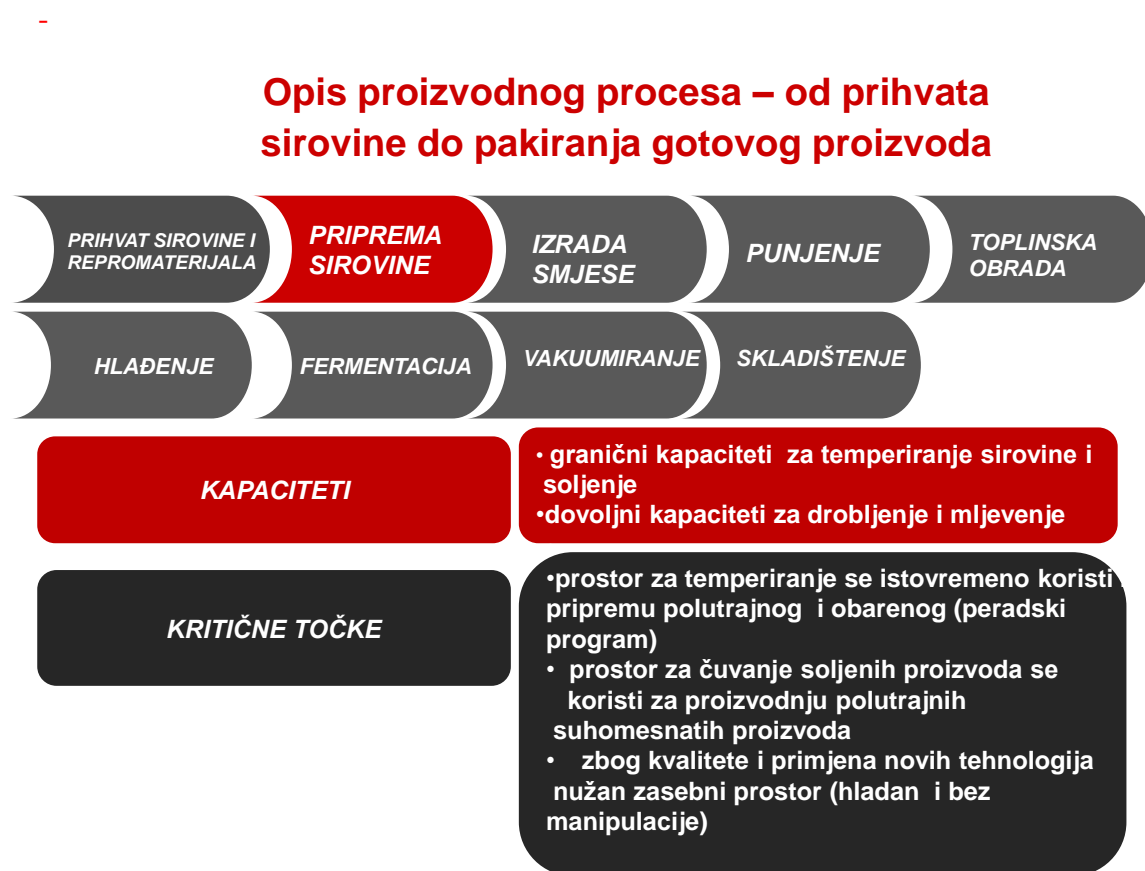 -
Opis proizvodnog procesa – od prihvata
sirovine do pakiranja gotovog proizvoda
PRIHVAT SIROVINE I
REPROMATERIJALA
PRIPREMA
SIROVINE
IZRADA
SMJESE
PUNJENJE
TOPLINSKA
OBRADA
HLAĐENJE
FERMENTACIJA
VAKUUMIRANJE
SKLADIŠTENJE
KAPACITETI
• granični kapaciteti za temperiranje sirovine i
soljenje
•dovoljni kapaciteti za drobljenje i mljevenje
KRITIČNE TOČKE
•prostor za temperiranje se istovremeno koristi
pripremu polutrajnog i obarenog (peradski
program)
• prostor za čuvanje soljenih proizvoda se
koristi za proizvodnju polutrajnih
suhomesnatih proizvoda
• zbog kvalitete i primjena novih tehnologija
nužan zasebni prostor (hladan i bez
manipulacije)